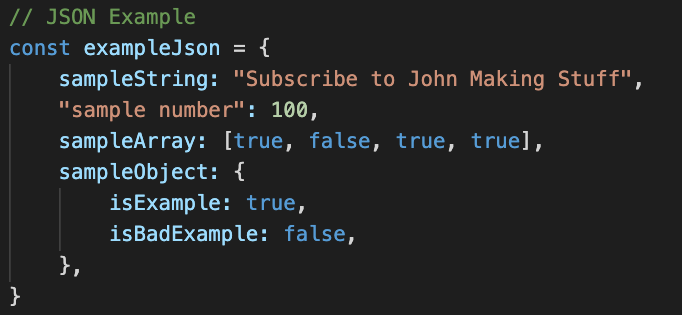 // JSON Example
const exampleJson = {
    sampleString: "Subscribe to John Making Stuff",
    "sample number": 100,
    sampleArray: [true, false, true, true],
    sampleObject: {
        isExample: true,
        isBadExample: false,
    },
}